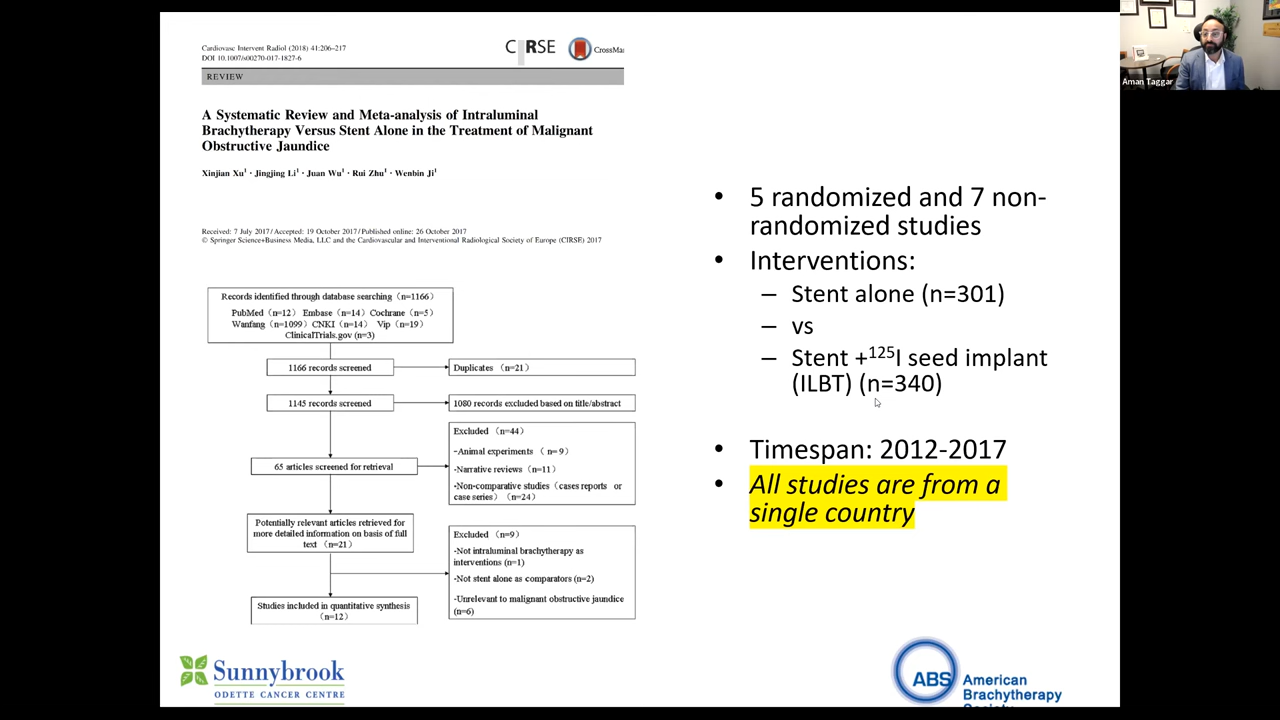 Cardiovasc Intervent Radiol (2018) 41:206–217
DOI 10.1007/s00270-017-1827-6
CIRSE
CrossMa
REVIEW
A Systematic Review and Meta-analysis of Intraluminal
Brachytherapy Versus Stent Alone in the Treatment of Malignant
Obstructive Jaundice
Xinjian Xu¹ · Jingjing Li¹ · Juan Wu¹ · Rui Zhu¹ · Wenbin Ji¹
Received: 7 July 2017 / Accepted: 19 October 2017 / Published online: 26 October 2017
© Springer Science+Business Media, LLC and the Cardiovascular and Interventional Radiological Society of Europe (CIRSE) 2017
Records identified through database searching (n=1166)
PubMed (n=12) Embase (n=14) Cochrane (n=5)
Wanfang (n=1099) CNKI (n=14) Vip (n=19)
ClinicalTrials.gov (n=3)
1166 records screened
Duplicates (n=21)
1145 records screened
1080 records excluded based on title/abstract
65 articles screened for retrieval
Excluded (n=44)
-Animal experiments ( n= 9)
-Narrative reviews (n=11)
-Non-comparative studies (cases reports or
case series) (n=24)
Potentially relevant articles retrieved for
more detailed information on basis of full
text (n=21)
Excluded (n=9)
-Not intraluminal brachytherapy as
interventions (n=1)
-Not stent alone as comparators (n=2)
-Unrelevant to malignant obstructive jaundice
(n=6)
Studies included in quantitative synthesis
(n=12)
• 5 randomized and 7 non-
randomized studies
• Interventions:
– Stent alone (n=301)
– vs
– Stent +¹²⁵I seed implant
(ILBT) (n=340)
• Timespan: 2012-2017
• All studies are from a
single country
Sunnybrook
ODETTE CANCER CENTRE
ABS
American
Brachytherapy
Society
Aman Taggar